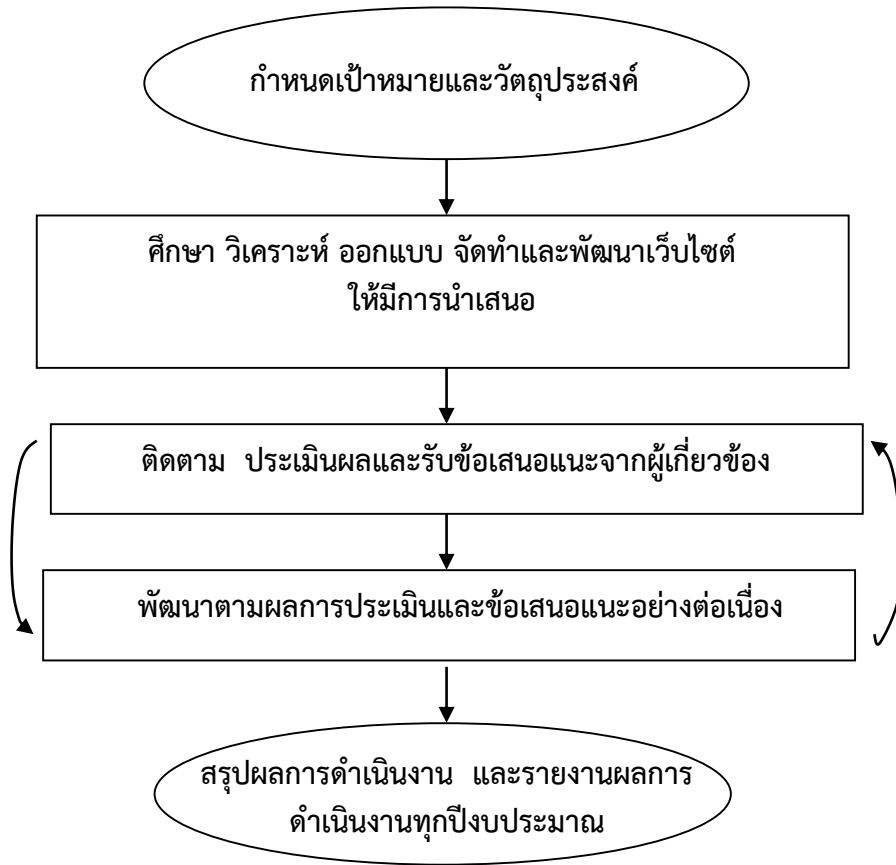 กำหนดเป้าหมายและวัตถุประสงค์
ศึกษา วิเคราะห์ ออกแบบ จัดทำและพัฒนาเว็บไซต์
ให้มีการนำเสนอ
ติดตาม ประเมินผลและรับข้อเสนอแนะจากผู้เกี่ยวข้อง
พัฒนาตามผลการประเมินและข้อเสนอแนะอย่างต่อเนื่อง
สรุปผลการดำเนินงาน และรายงานผลการ
ดำเนินงานทุกปีงบประมาณ